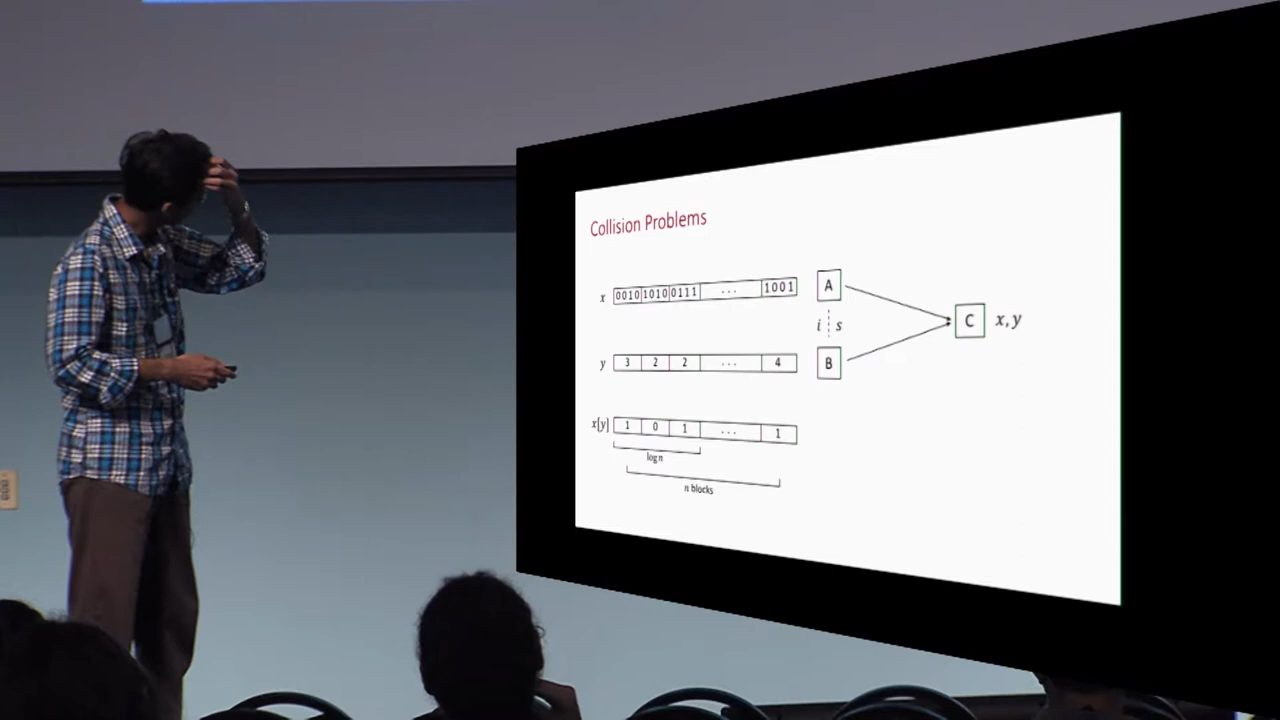 Collision Problems
x 0010 1010 0111 ... 1001 A
i s
C x, y
y 3 2 2 ... 4 B
x[y] 1 0 1 ... 1
log n
n blocks